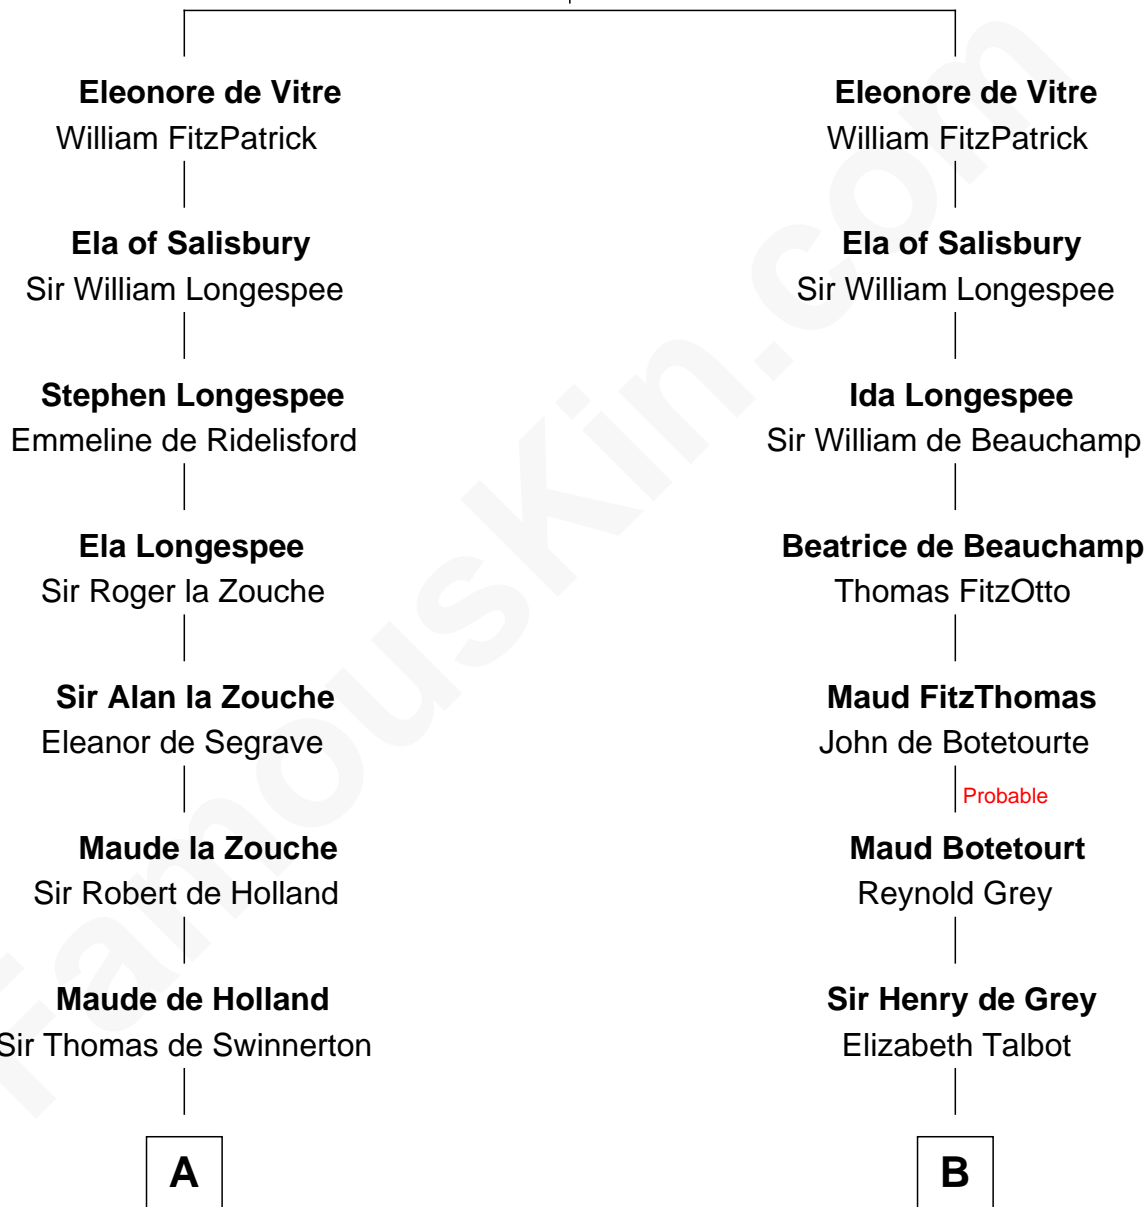 Eleonore de Vitre
William FitzPatrick
Ela of Salisbury
Sir William Longespee
Stephen Longespee
Emmeline de Ridelisford
Ela Longespee
Sir Roger la Zouche
Sir Alan la Zouche
Eleanor de Segrave
Maude la Zouche
Sir Robert de Holland
Maude de Holland
Sir Thomas de Swinnerton
A
Eleonore de Vitre
William FitzPatrick
Ela of Salisbury
Sir William Longespee
Ida Longespee
Sir William de Beauchamp
Beatrice de Beauchamp
Thomas FitzOtto
Maud FitzThomas
John de Botetourte
Probable
Maud Botetourt
Reynold Grey
Sir Henry de Grey
Elizabeth Talbot
B
FamousKin.com